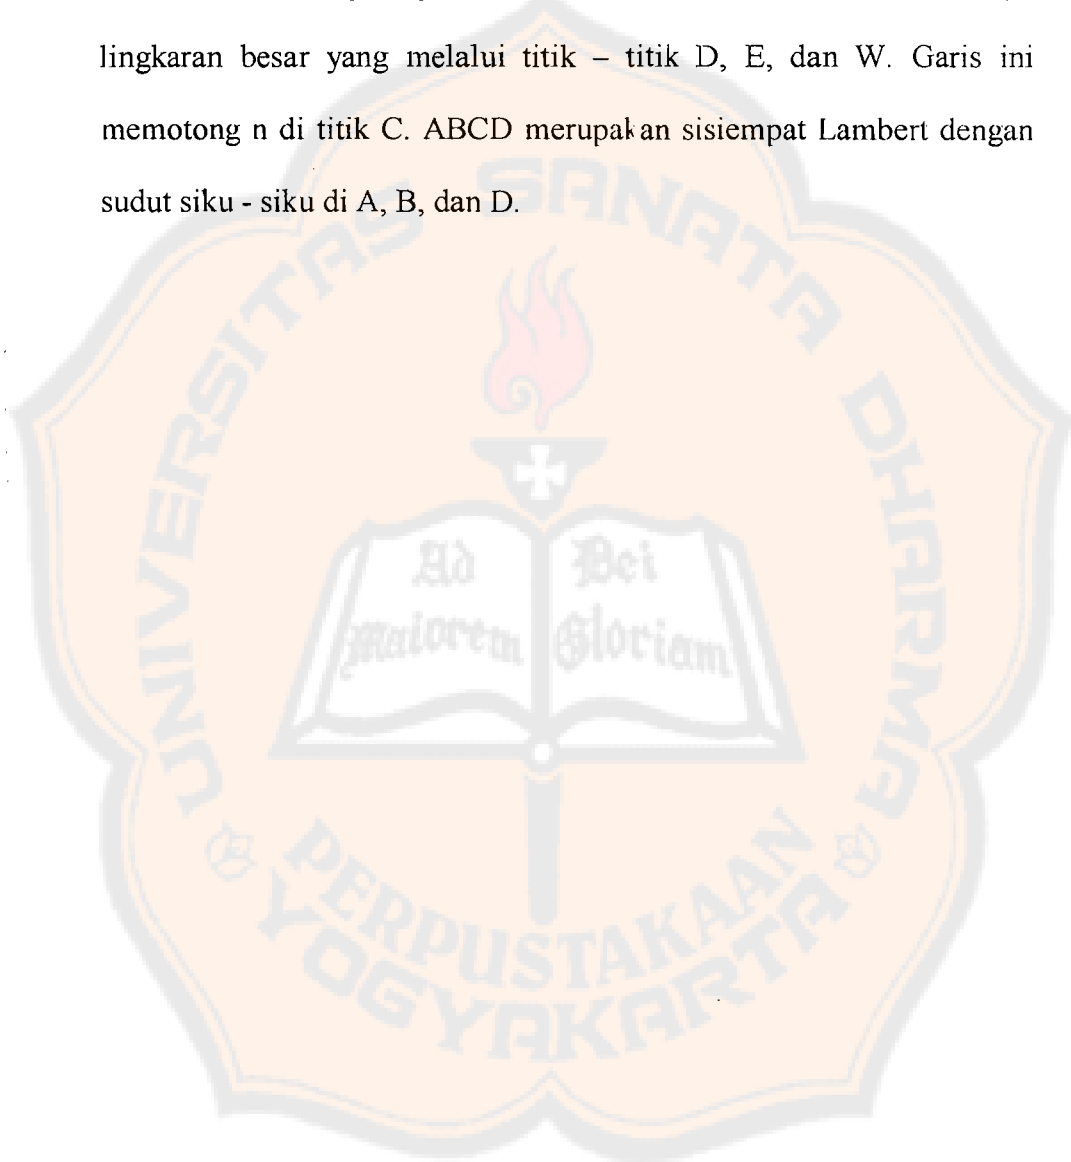 lingkaran besar yang melalui titik – titik D, E, dan W. Garis ini
memotong n di titik C. ABCD merupakan sisiempat Lambert dengan
sudut siku - siku di A, B, dan D.
UNIVERSITAS SANATA DHARMA
Ad Dei
Maiorem Gloriam
PERPUSTAKAAN
YOGYAKARTA